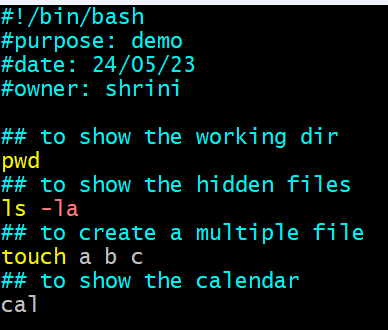 #!/bin/bash
#purpose: demo
#date: 24/05/23
#owner: shrini
## to show the working dir
pwd
## to show the hidden files
ls -la
## to create a multiple file
touch a b c
## to show the calendar
cal